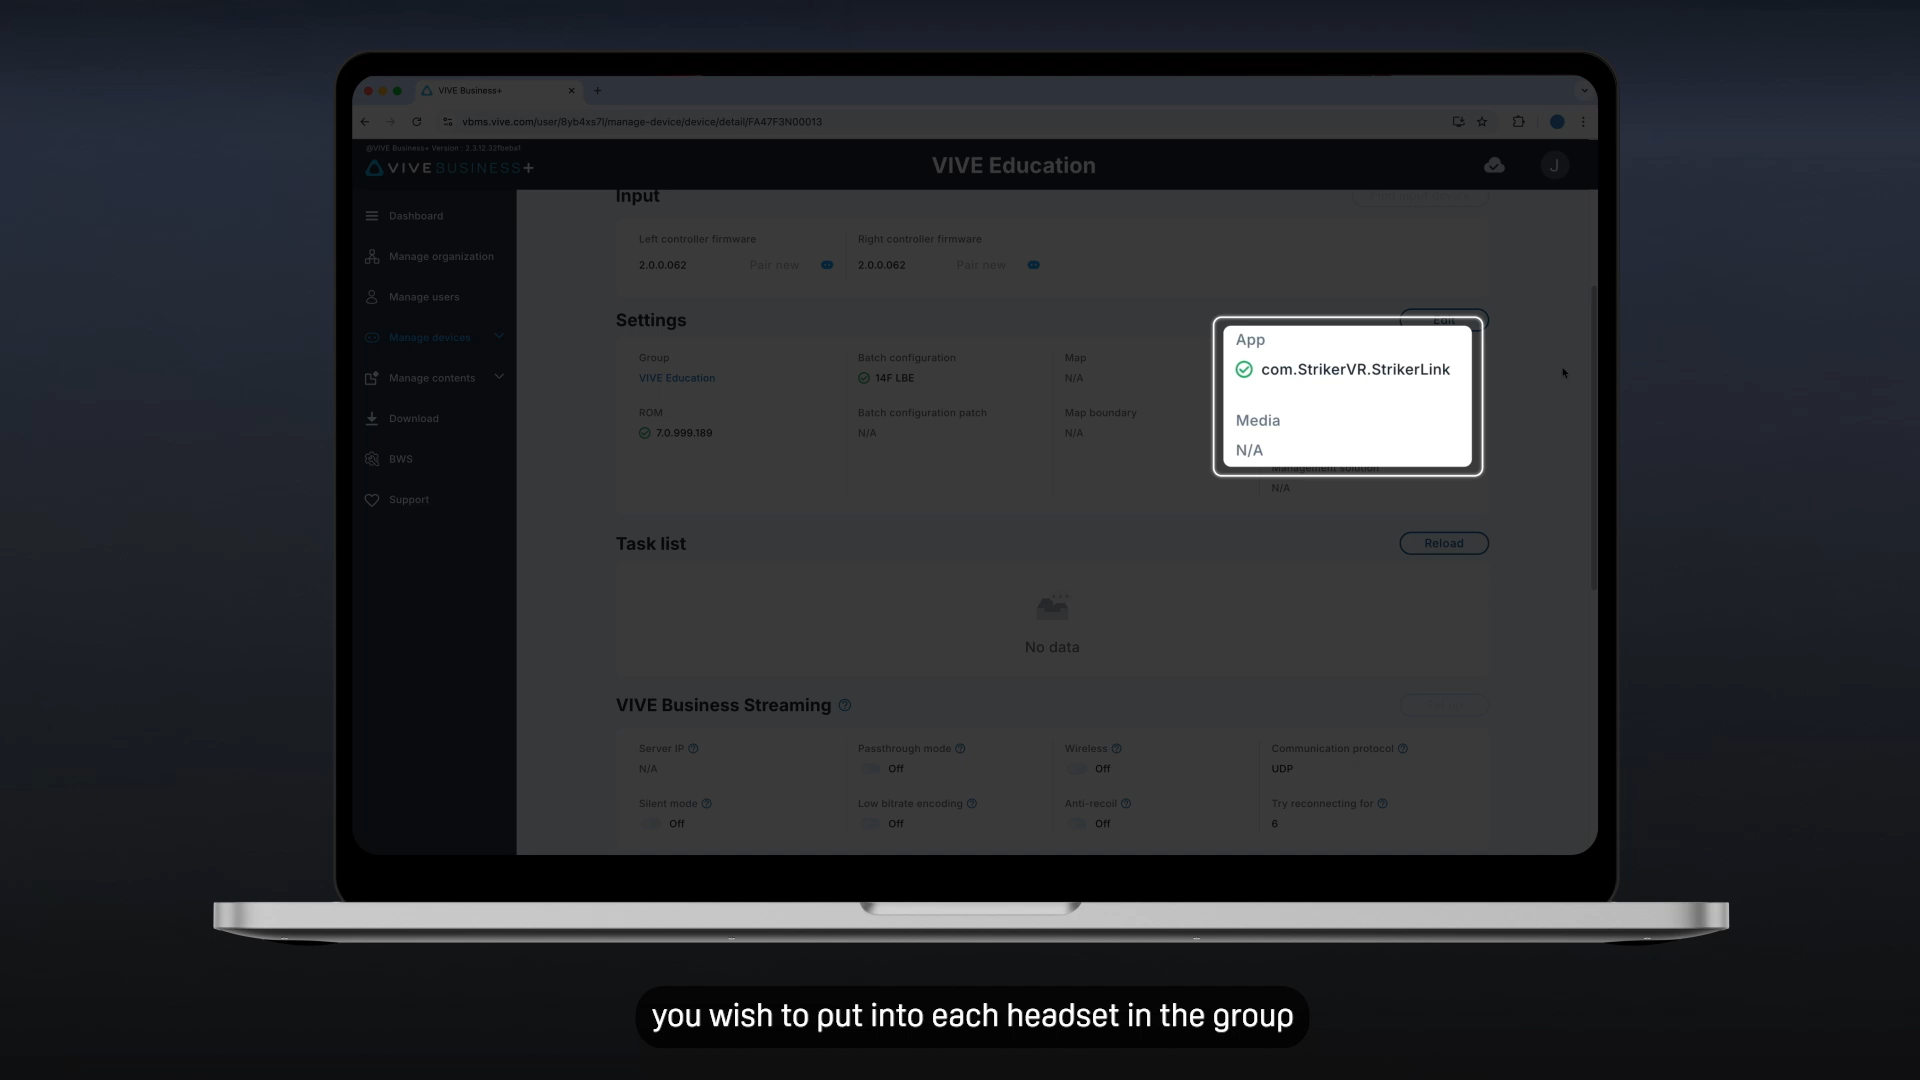 VIVE Business+
vbms.vive.com/user/8yb4xs7l/manage-device/device/detail/FA47F3N00013
VIVE BUSINESS+
VIVE Education
J
Dashboard
Manage organization
Manage users
Manage devices
Manage contents
Download
BWS
Support
Input
Left controller firmware
2.0.0.062 Pair new
Right controller firmware
2.0.0.062 Pair new
Settings
Edit
Group
VIVE Education
ROM
7.0.999.189
Batch configuration
14F LBE
Batch configuration patch
N/A
Map
N/A
Map boundary
N/A
App
com.StrikerVR.StrikerLink
Media
N/A
Management solution
N/A
Task list
Reload
No data
VIVE Business Streaming
Server IP
N/A
Passthrough mode
Off
Wireless
Off
Communication protocol
UDP
Silent mode
Off
Low bitrate encoding
Off
Anti-recoil
Off
Try reconnecting for
6
you wish to put into each headset in the group